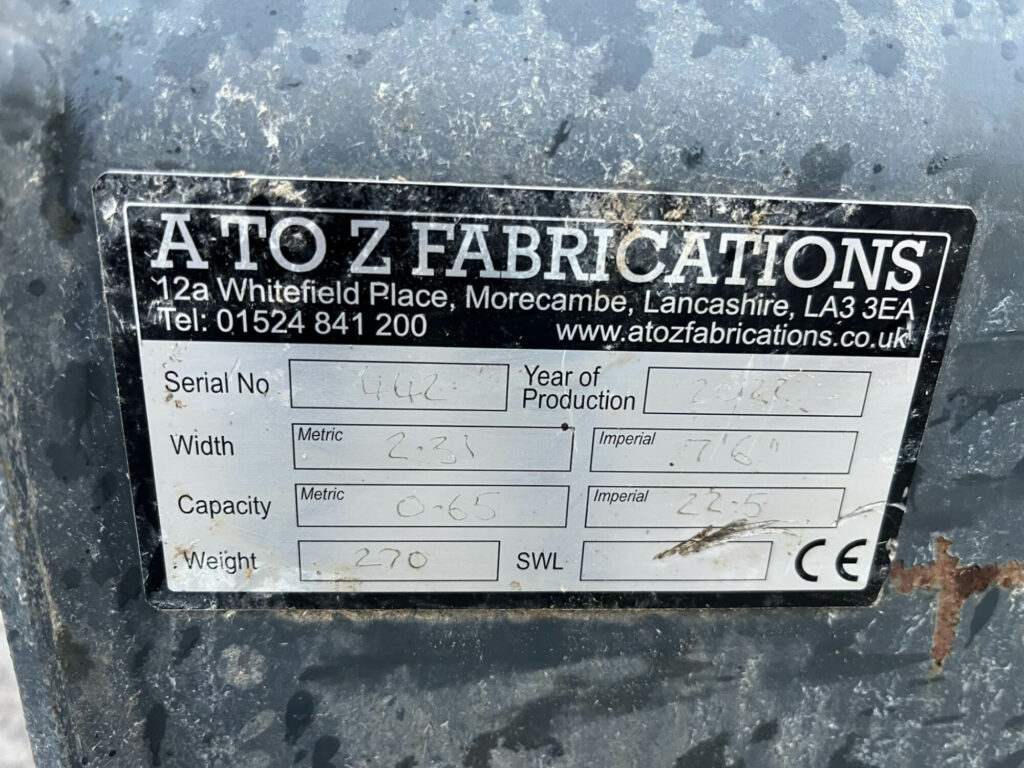 A TO Z FABRICATIONS
12a Whitefield Place, Morecambe, Lancashire, LA3 3EA
Tel: 01524 841 200 www.atozfabrications.co.uk
Serial No 442 Year of Production 2022
Width Metric 2.31 Imperial 7'6"
Capacity Metric 0.65 Imperial 22.5
Weight 270 SWL CE